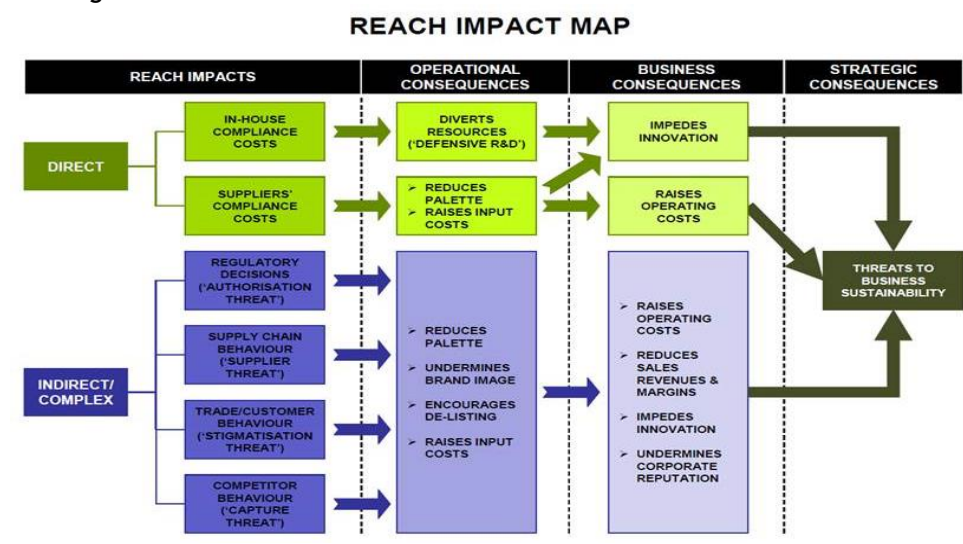 REACH IMPACT MAP
REACH IMPACTS
OPERATIONAL
CONSEQUENCES
BUSINESS
CONSEQUENCES
STRATEGIC
CONSEQUENCES
DIRECT
IN-HOUSE
COMPLIANCE
COSTS
DIVERTS
RESOURCES
('DEFENSIVE R&D')
IMPEDES
INNOVATION
SUPPLIERS'
COMPLIANCE
COSTS
➢ REDUCES
PALETTE
➢ RAISES INPUT
COSTS
RAISES
OPERATING
COSTS
THREATS TO
BUSINESS
SUSTAINABILITY
INDIRECT/
COMPLEX
REGULATORY
DECISIONS
('AUTHORISATION
THREAT')
SUPPLY CHAIN
BEHAVIOUR
('SUPPLIER
THREAT')
TRADE/CUSTOMER
BEHAVIOUR
('STIGMATISATION
THREAT')
COMPETITOR
BEHAVIOUR
('CAPTURE
THREAT')
➢ REDUCES
PALETTE
➢ UNDERMINES
BRAND IMAGE
➢ ENCOURAGES
DE-LISTING
➢ RAISES INPUT
COSTS
➢ RAISES
OPERATING
COSTS
➢ REDUCES
SALES
REVENUES &
MARGINS
➢ IMPEDES
INNOVATION
➢ UNDERMINES
CORPORATE
REPUTATION